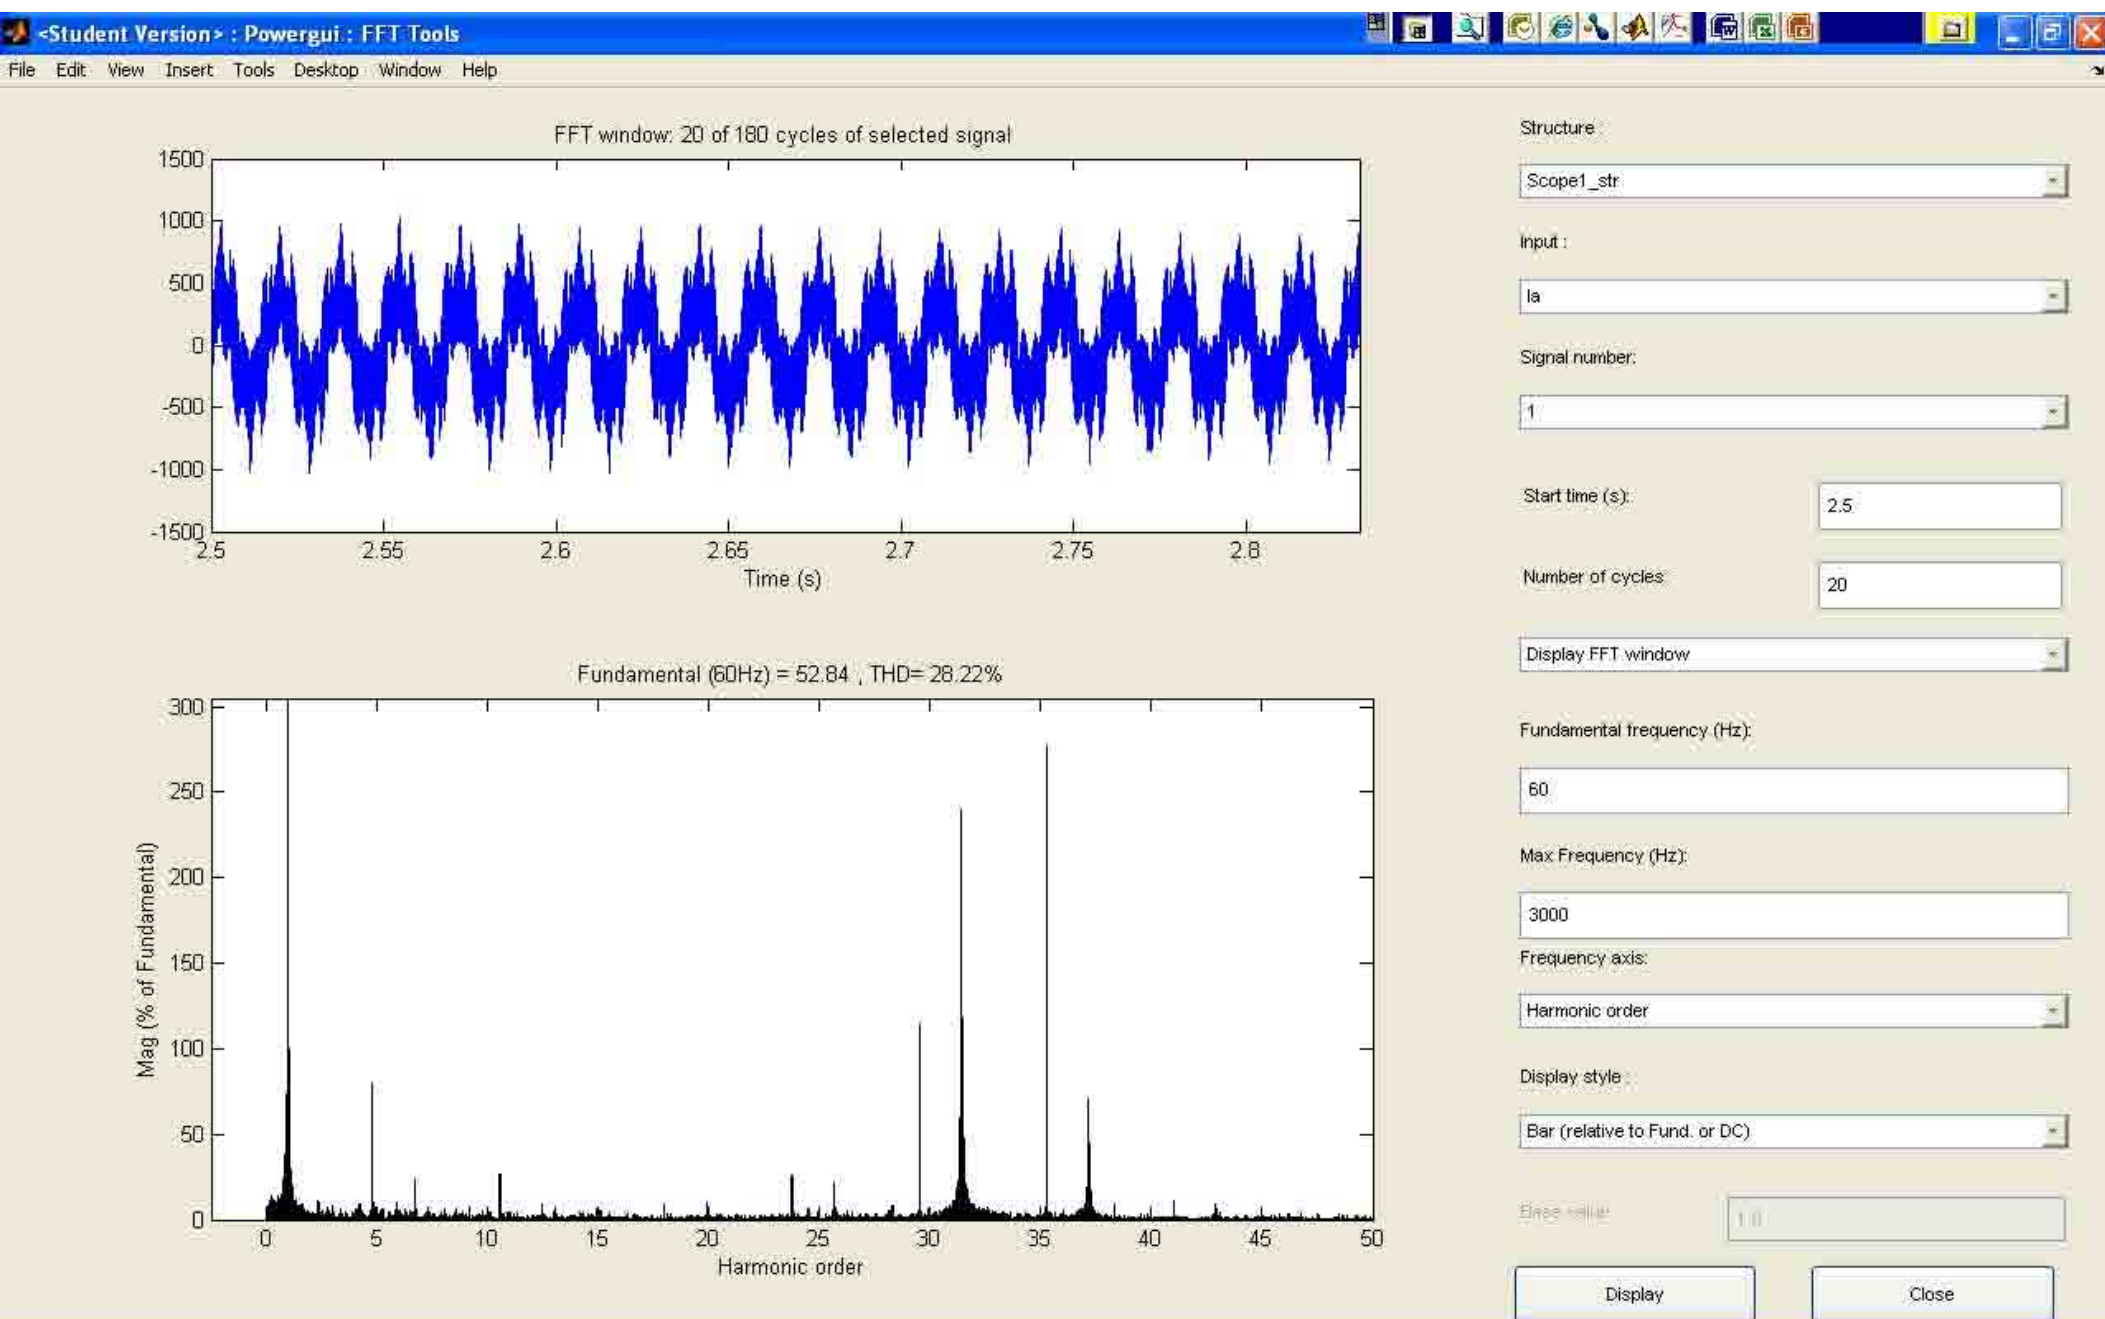 <Student Version> : Powergui : FFT Tools
File Edit View Insert Tools Desktop Window Help
FFT window: 20 of 180 cycles of selected signal
1500
1000
500
0
-500
-1000
-1500
2.5 2.55 2.6 2.65 2.7 2.75 2.8
Time (s)
Fundamental (60Hz) = 52.84 , THD= 28.22%
300
250
200
150
100
50
0
Mag (% of Fundamental)
0 5 10 15 20 25 30 35 40 45 50
Harmonic order
Structure :
Scope1_str
Input :
Ia
Signal number:
1
Start time (s):
2.5
Number of cycles:
20
Display FFT window
Fundamental frequency (Hz):
60
Max Frequency (Hz):
3000
Frequency axis:
Harmonic order
Display style :
Bar (relative to Fund. or DC)
Base value:
1.0
Display
Close